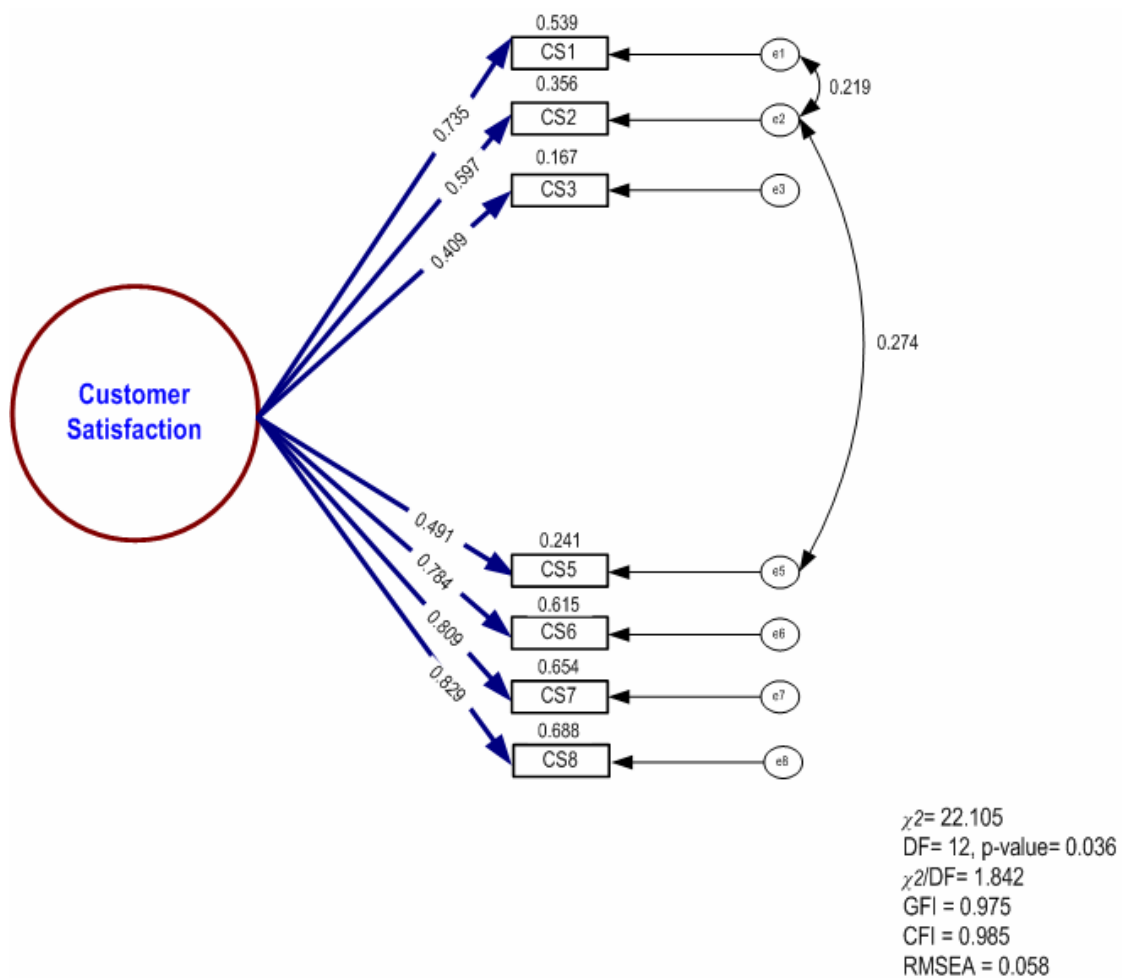 0.539
CS1
e1
0.735
0.219
0.356
CS2
e2
0.597
0.167
CS3
e3
0.409
0.274
Customer
Satisfaction
0.491
0.241
CS5
e5
0.784
0.615
CS6
e6
0.809
0.654
CS7
e7
0.829
0.688
CS8
e8
χ2= 22.105
DF= 12, p-value= 0.036
χ2/DF= 1.842
GFI = 0.975
CFI = 0.985
RMSEA = 0.058